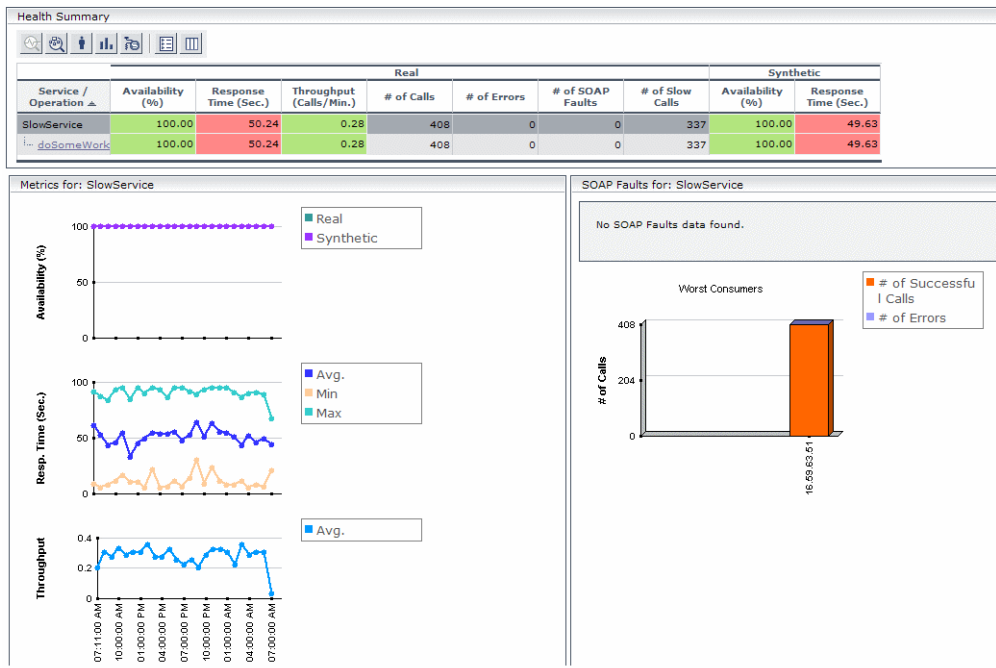 Health Summary
Real Synthetic
Service / Operation Availability (%) Response Time (Sec.) Throughput (Calls/Min.) # of Calls # of Errors # of SOAP Faults # of Slow Calls Availability (%) Response Time (Sec.)
SlowService 100.00 50.24 0.28 408 0 0 337 100.00 49.63
doSomeWork 100.00 50.24 0.28 408 0 0 337 100.00 49.63
Metrics for: SlowService
Availability (%)
100
50
0
Real
Synthetic
Resp. Time (Sec.)
100
50
0
Avg.
Min
Max
Throughput
0.4
0.2
0
Avg.
07:11:00 AM
10:00:00 AM
01:00:00 PM
04:00:00 PM
07:00:00 PM
10:00:00 PM
01:00:00 AM
04:00:00 AM
07:00:00 AM
SOAP Faults for: SlowService
No SOAP Faults data found.
Worst Consumers
# of Calls
408
204
0
16.59.63.51
# of Successfu
l Calls
# of Errors